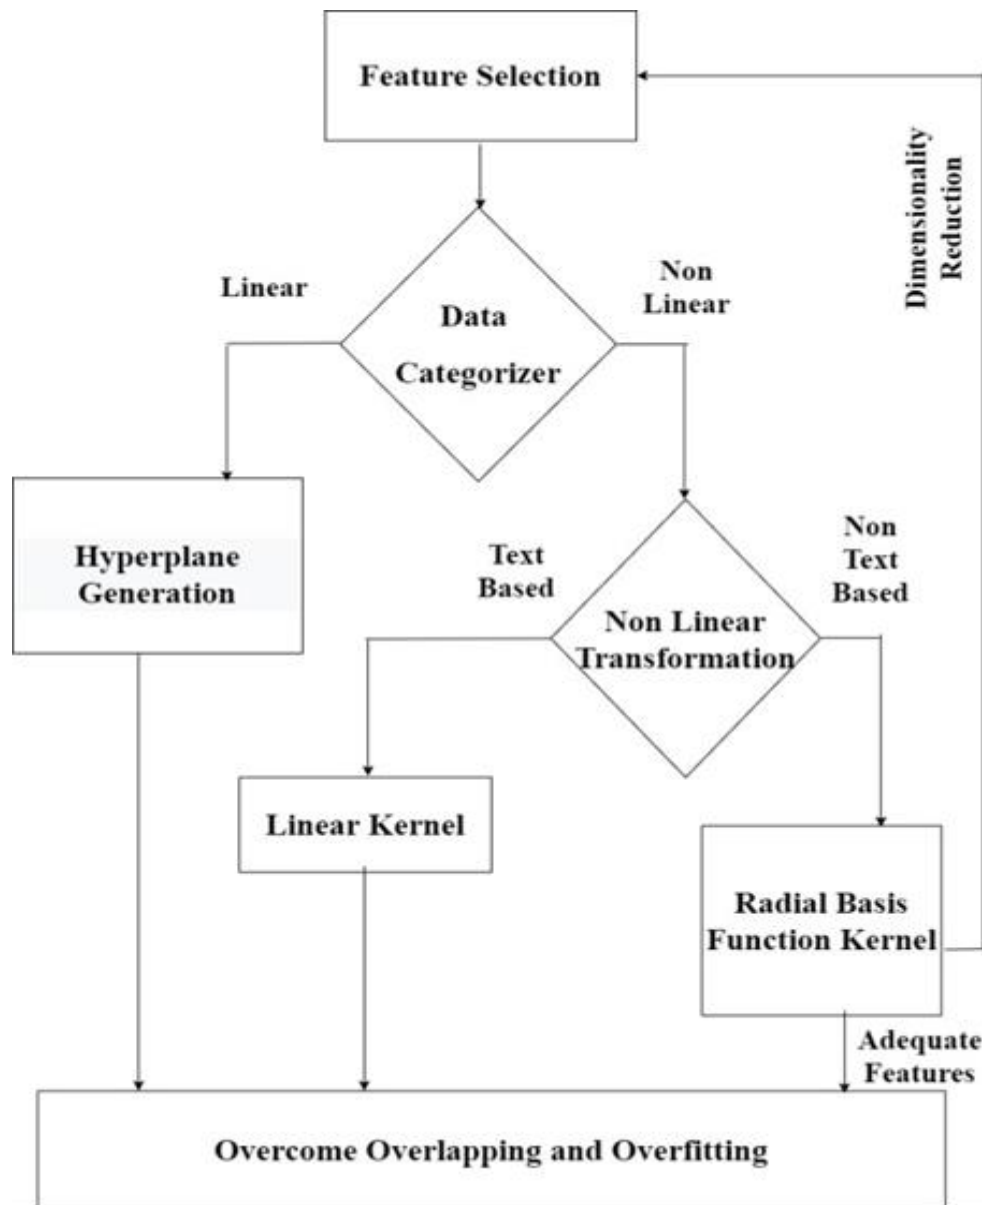 Feature Selection
Dimensionality
Reduction
Linear
Non
Linear
Data
Categorizer
Hyperplane
Generation
Text
Based
Non
Text
Based
Non Linear
Transformation
Linear Kernel
Radial Basis
Function Kernel
Adequate
Features
Overcome Overlapping and Overfitting